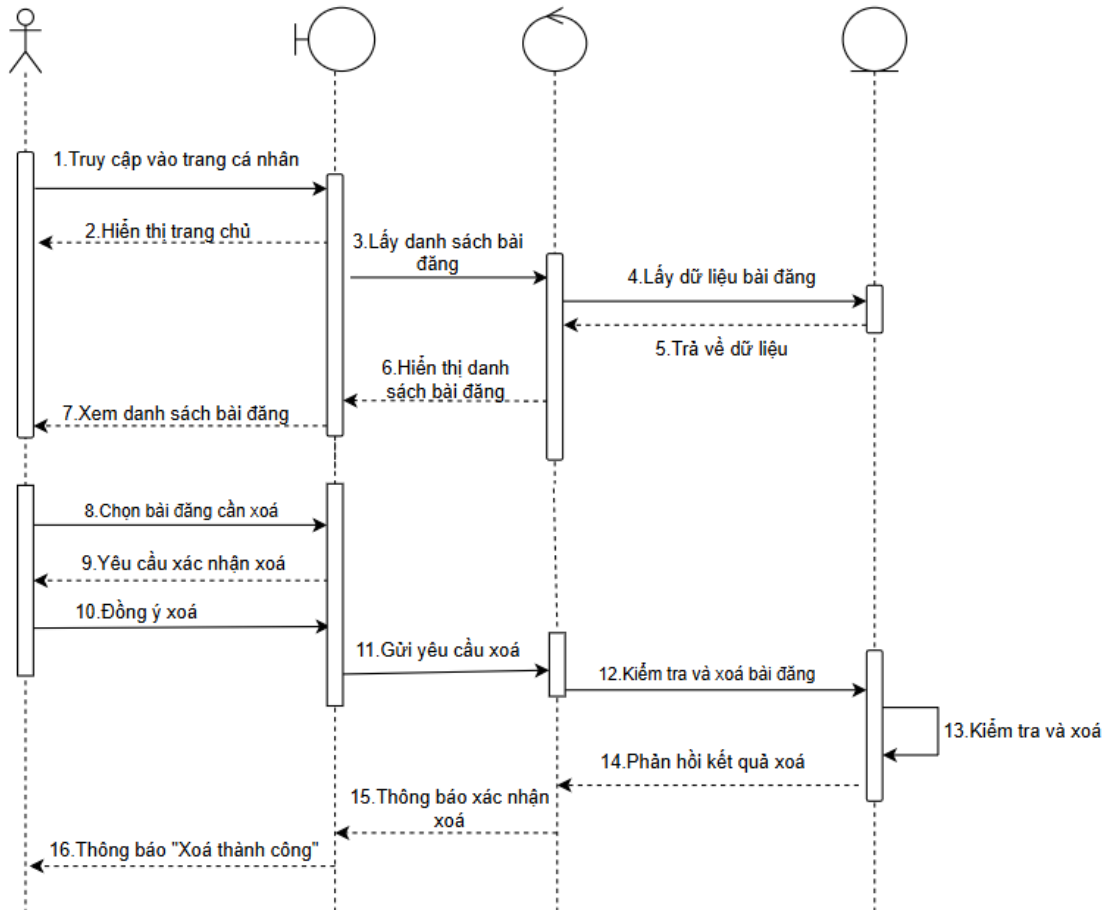 1.Truy cập vào trang cá nhân
2.Hiển thị trang chủ
3.Lấy danh sách bài
đăng
4.Lấy dữ liệu bài đăng
5.Trả về dữ liệu
6.Hiển thị danh
sách bài đăng
7.Xem danh sách bài đăng
8.Chọn bài đăng cần xoá
9.Yêu cầu xác nhận xoá
10.Đồng ý xoá
11.Gửi yêu cầu xoá
12.Kiểm tra và xoá bài đăng
13.Kiểm tra và xoá
14.Phản hồi kết quả xoá
15.Thông báo xác nhận
xoá
16.Thông báo "Xoá thành công"